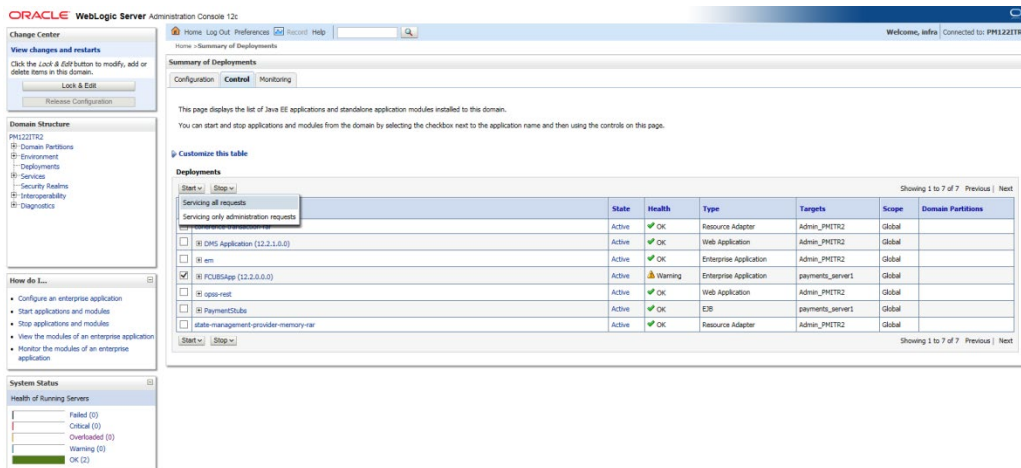 ORACLE WebLogic Server Administration Console 12c
Change Center
View changes and restarts
Click the Lock & Edit button to modify, add or
delete items in this domain.
Lock & Edit
Release Configuration
Domain Structure
PM122ITR2
Domain Partitions
Environment
Deployments
Services
Security Realms
Interoperability
Diagnostics
How do I...
Configure an enterprise application
Start applications and modules
Stop applications and modules
View the modules of an enterprise application
Monitor the modules of an enterprise
application
System Status
Health of Running Servers
Failed (0)
Critical (0)
Overloaded (0)
Warning (0)
OK (2)
Home Log Out Preferences Record Help
Welcome, infra Connected to: PM122ITR
Home >Summary of Deployments
Summary of Deployments
Configuration Control Monitoring
This page displays the list of Java EE applications and standalone application modules installed to this domain.
You can start and stop applications and modules from the domain by selecting the checkbox next to the application name and then using the controls on this page.
Customize this table
Deployments
Start Stop Showing 1 to 7 of 7 Previous | Next
Servicing all requests
Servicing only administration requests
State Health Type Targets Scope Domain Partitions
conference-transaction-rar Active OK Resource Adapter Admin_PMITR2 Global
DMS Application (12.2.1.0.0) Active OK Web Application Admin_PMITR2 Global
em Active OK Enterprise Application Admin_PMITR2 Global
FCUBSApp (12.2.0.0.0) Active Warning Enterprise Application payments_server1 Global
opss-rest Active OK Web Application Admin_PMITR2 Global
PaymentStubs Active OK EJB payments_server1 Global
state-management-provider-memory-rar Active OK Resource Adapter Admin_PMITR2 Global
Start Stop Showing 1 to 7 of 7 Previous | Next